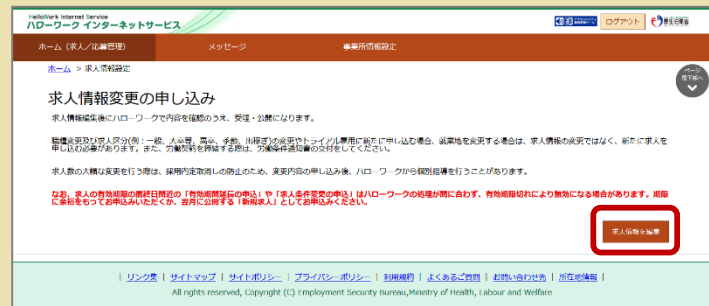 HelloWork Internet Service
ハローワーク インターネットサービス
ログアウト
厚生労働省
ホーム（求人／応募管理）
メッセージ
事業所情報設定
ホーム > 求人情報設定
ページ
最下部へ
求人情報変更の申し込み
求人情報編集後にハローワークで内容を確認のうえ、受理・公開になります。
職種変更及び求人区分(例：一般、大卒等、高卒、季節、出稼ぎ)の変更やトライアル雇用に新たに申し込む場合、就業地を変更する場合は、求人情報の変更ではなく、新たに求人を
申し込む必要があります。また、労働契約を締結する際は、労働条件通知書の交付をしてください。
求人数の大幅な変更を行う際は、採用内定取消しの防止のため、変更内容の申し込み後、ハローワークから個別指導を行うことがあります。
なお、求人の有効期限の最終日間近の「有効期間延長の申込」や「求人条件変更の申込」はハローワークの処理が間に合わず、有効期限切れにより無効になる場合があります。期限
に余裕をもってお申込みいただくか、翌月に公開する「新規求人」としてお申込みください。
求人情報を編集
| リンク集 | サイトマップ | サイトポリシー | プライバシーポリシー | 利用規約 | よくあるご質問 | お問い合わせ先 | 所在地情報 |
All rights reserved, Copyright (C) Employment Security Bureau,Ministry of Health, Labour and Welfare